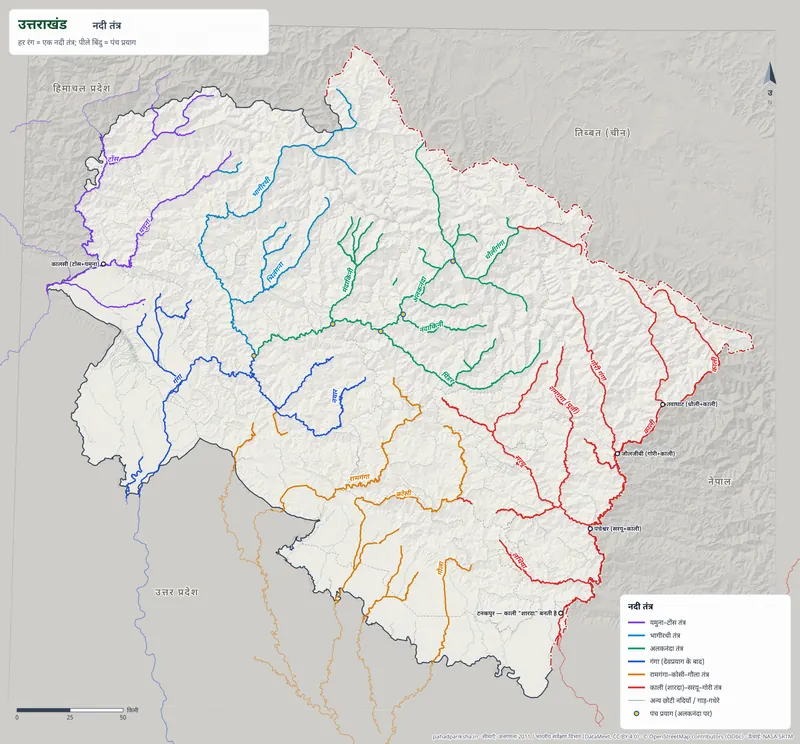 उत्तराखंड नदी तंत्र
हर रंग = एक नदी तंत्र; पीले बिंदु = पंच प्रयाग
हिमाचल प्रदेश
तिब्बत (चीन)
उ
N
टोंस
भागीरथी
यमुना
कालसी (टोंस+यमुना)
भिलंगना
मंदाकिनी
अलकनंदा
धौलीगंगा
नंदाकिनी
पिंडर
गंगा
नयार
गोरी गंगा
रामगंगा (पूर्वी)
काली
काली
तवाघाट (धौली+काली)
जौलजीबी (गोरी+काली)
सरयू
रामगंगा
कोसी
नेपाल
पंचेश्वर (सरयू+काली)
लधिया
गौला
उत्तर प्रदेश
टनकपुर — काली "शारदा" बनती है
नदी तंत्र
यमुना–टोंस तंत्र
भागीरथी तंत्र
अलकनंदा तंत्र
गंगा (देवप्रयाग के बाद)
रामगंगा–कोसी–गौला तंत्र
काली (शारदा)–सरयू–गोरी तंत्र
अन्य छोटी नदियाँ / गाड़-गधेरे
पंच प्रयाग (अलकनंदा पर)
किमी
0 25 50